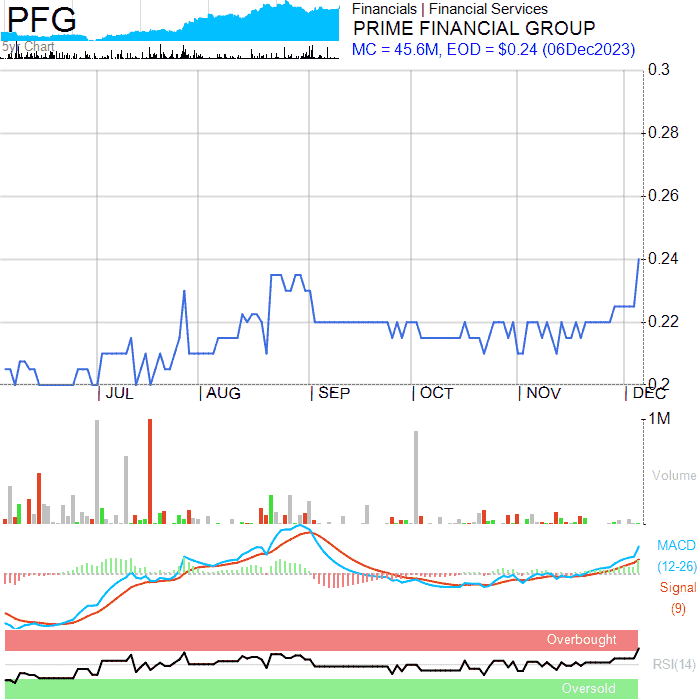 PFG
5yr Chart
Financials | Financial Services
PRIME FINANCIAL GROUP
MC = 45.6M, EOD = $0.24 (06Dec2023)
0.3
0.28
0.26
0.24
0.22
0.2
JUL AUG SEP OCT NOV DEC
1M
Volume
MACD
(12-26)
Signal
(9)
Overbought
RSI(14)
Oversold